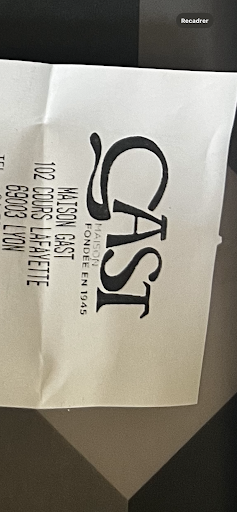 Recadrer
GAST
MAISON
FONDÉE EN 1945
MAISON GAST
102 COURS LAFAYETTE
69003 LYON